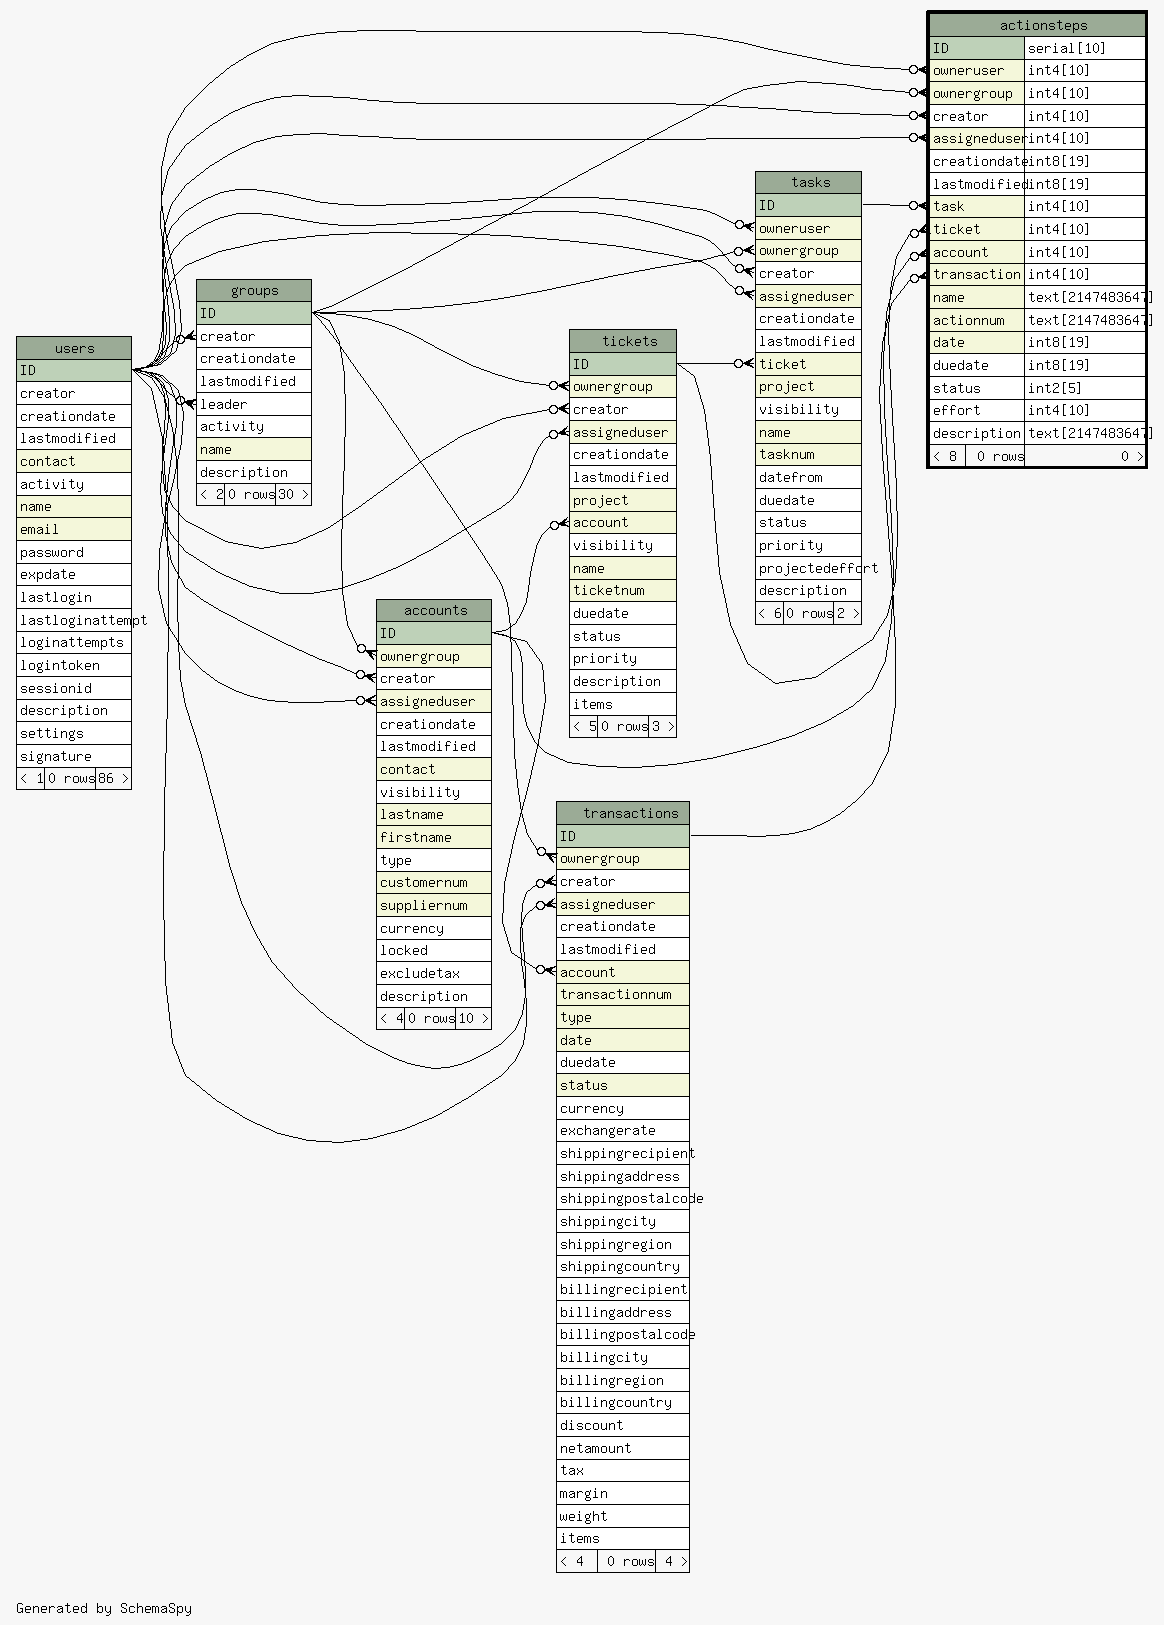 actionsteps
ID serial[10]
owneruser int4[10]
ownergroup int4[10]
creator int4[10]
assigneduser int4[10]
creationdate int8[19]
lastmodified int8[19]
task int4[10]
ticket int4[10]
account int4[10]
transaction int4[10]
name text[2147483647]
actionnum text[2147483647]
date int8[19]
duedate int8[19]
status int2[5]
effort int4[10]
description text[2147483647]
< 8 0 rows 0 >
tasks
ID
owneruser
ownergroup
creator
assigneduser
creationdate
lastmodified
ticket
project
visibility
name
tasknum
datefrom
duedate
status
priority
projectedeffort
description
< 6 0 rows 2 >
groups
ID
creator
creationdate
lastmodified
leader
activity
name
description
< 2 0 rows 30 >
users
ID
creator
creationdate
lastmodified
contact
activity
name
email
password
expdate
lastlogin
lastloginattempt
loginattempts
logintoken
sessionid
description
settings
signature
< 1 0 rows 86 >
tickets
ID
ownergroup
creator
assigneduser
creationdate
lastmodified
project
account
visibility
name
ticketnum
duedate
status
priority
description
items
< 5 0 rows 3 >
accounts
ID
ownergroup
creator
assigneduser
creationdate
lastmodified
contact
visibility
lastname
firstname
type
customernum
suppliernum
currency
locked
excludetax
description
< 4 0 rows 10 >
transactions
ID
ownergroup
creator
assigneduser
creationdate
lastmodified
account
transactionnum
type
date
duedate
status
currency
exchangerate
shippingrecipient
shippingaddress
shippingpostalcode
shippingcity
shippingregion
shippingcountry
billingrecipient
billingaddress
billingpostalcode
billingcity
billingregion
billingcountry
discount
netamount
tax
margin
weight
items
< 4 0 rows 4 >
Generated by SchemaSpy